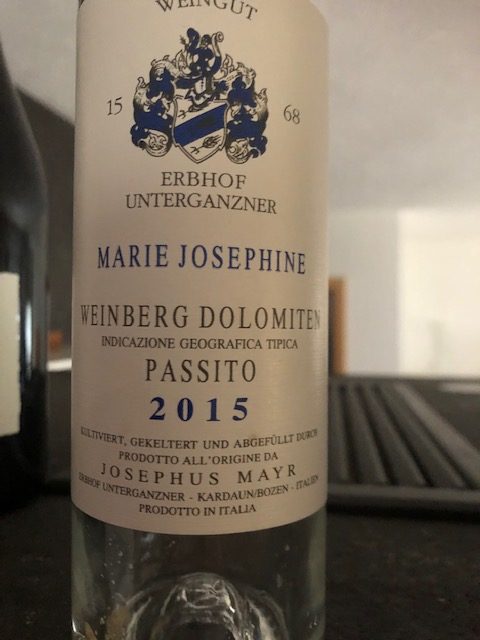 WEINGUT
15 68
ERBHOF
UNTERGANZNER
MARIE JOSEPHINE
WEINBERG DOLOMITEN
INDICAZIONE GEOGRAFICA TIPICA
PASSITO
2015
KULTIVIERT, GEKELTERT UND ABGEFÜLLT DURCH
PRODOTTO ALL'ORIGINE DA
JOSEPHUS MAYR
ERBHOF UNTERGANZNER - KARDAUN/BOZEN - ITALIEN
PRODOTTO IN ITALIA